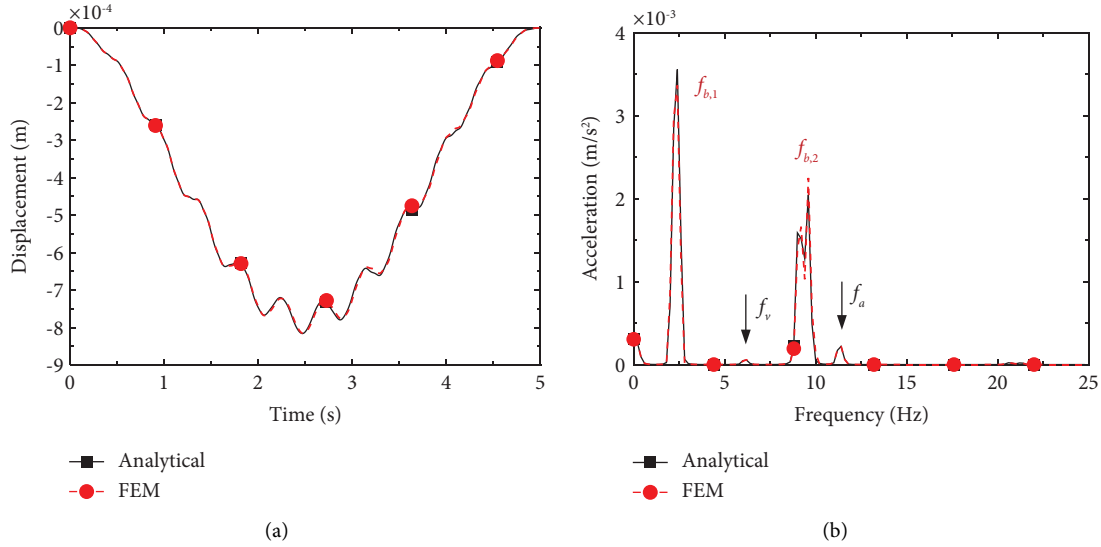 ×10⁻⁴
0
-1
-2
-3
-4
-5
-6
-7
-8
-9
Displacement (m)
0 1 2 3 4 5
Time (s)
Analytical
FEM
(a)
×10⁻³
4
3
2
1
0
Acceleration (m/s²)
f_{b,1}
f_{b,2}
f_v
f_a
0 5 10 15 20 25
Frequency (Hz)
Analytical
FEM
(b)